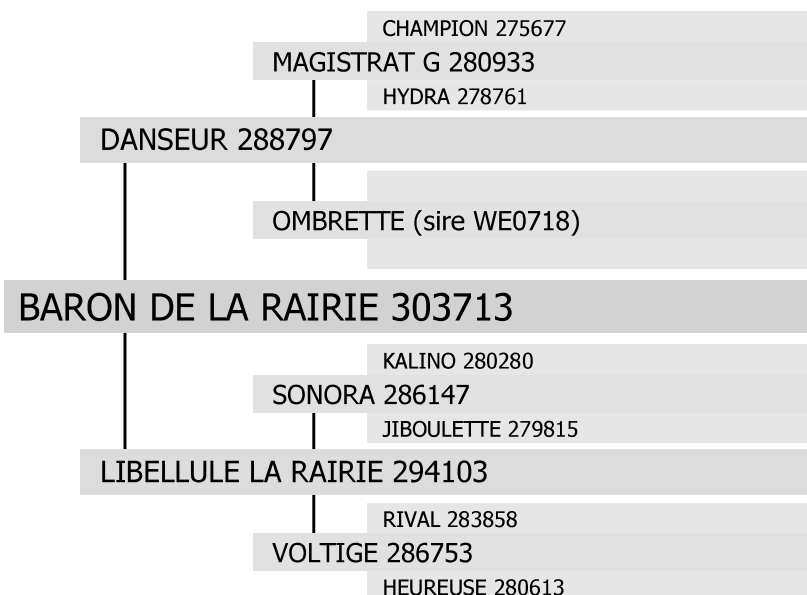 CHAMPION 275677
MAGISTRAT G 280933
HYDRA 278761
DANSEUR 288797
OMBRETTE (sire WE0718)
BARON DE LA RAIRIE 303713
KALINO 280280
SONORA 286147
JIBOULETTE 279815
LIBELLULE LA RAIRIE 294103
RIVAL 283858
VOLTIGE 286753
HEUREUSE 280613